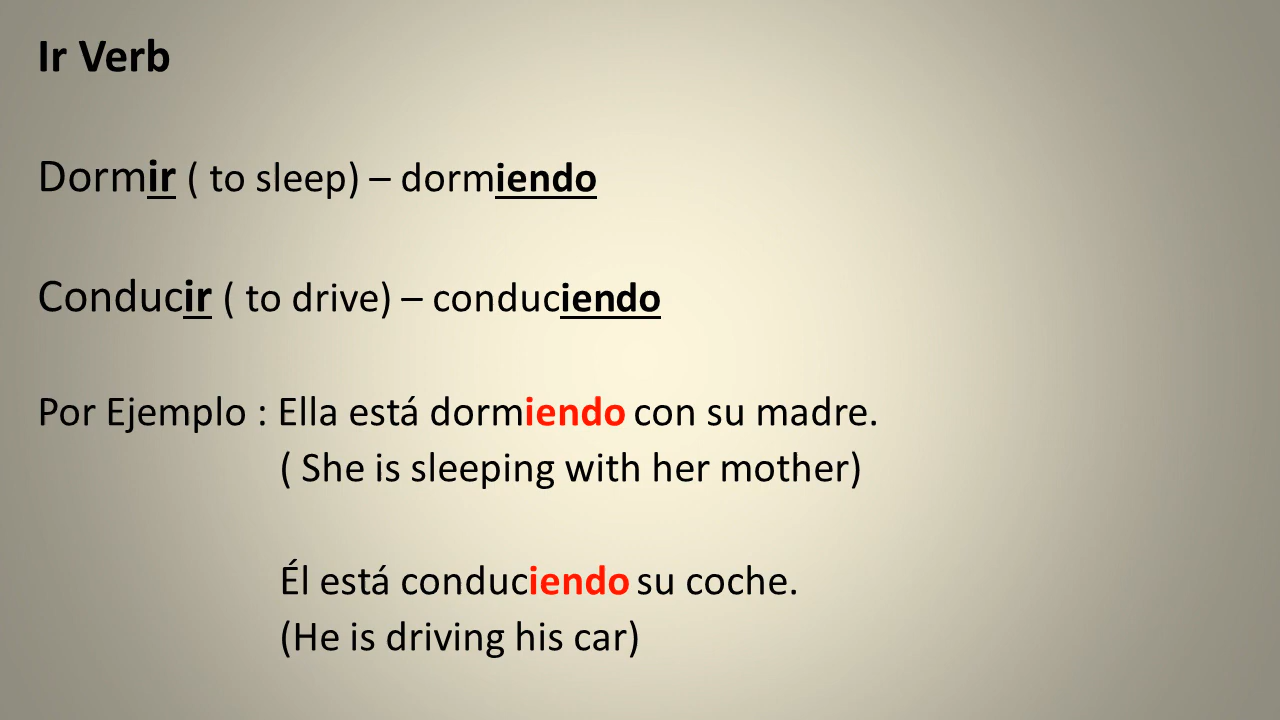 Ir Verb
Dormir ( to sleep) – dormiendo
Conducir ( to drive) – conduciendo
Por Ejemplo : Ella está dormiendo con su madre.
( She is sleeping with her mother)
Él está conduciendo su coche.
(He is driving his car)